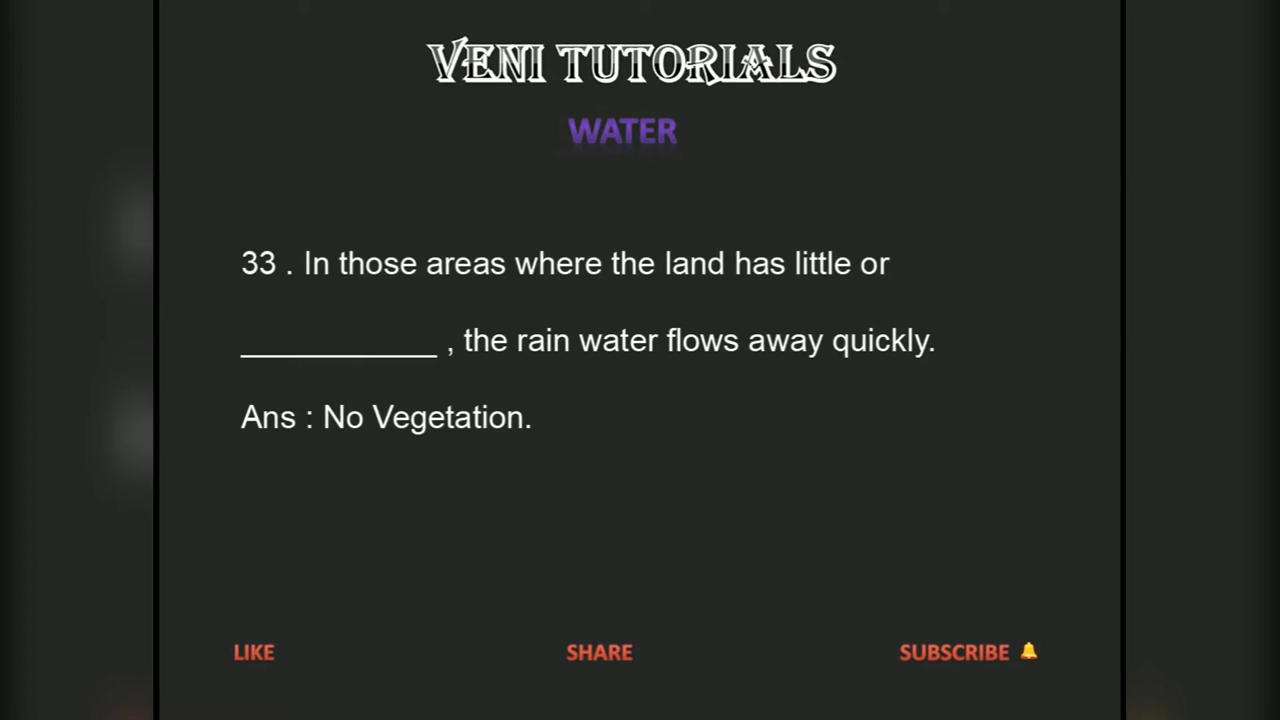 VENI TUTORIALS
WATER
33 . In those areas where the land has little or
___________ , the rain water flows away quickly.
Ans : No Vegetation.
LIKE SHARE SUBSCRIBE 🔔